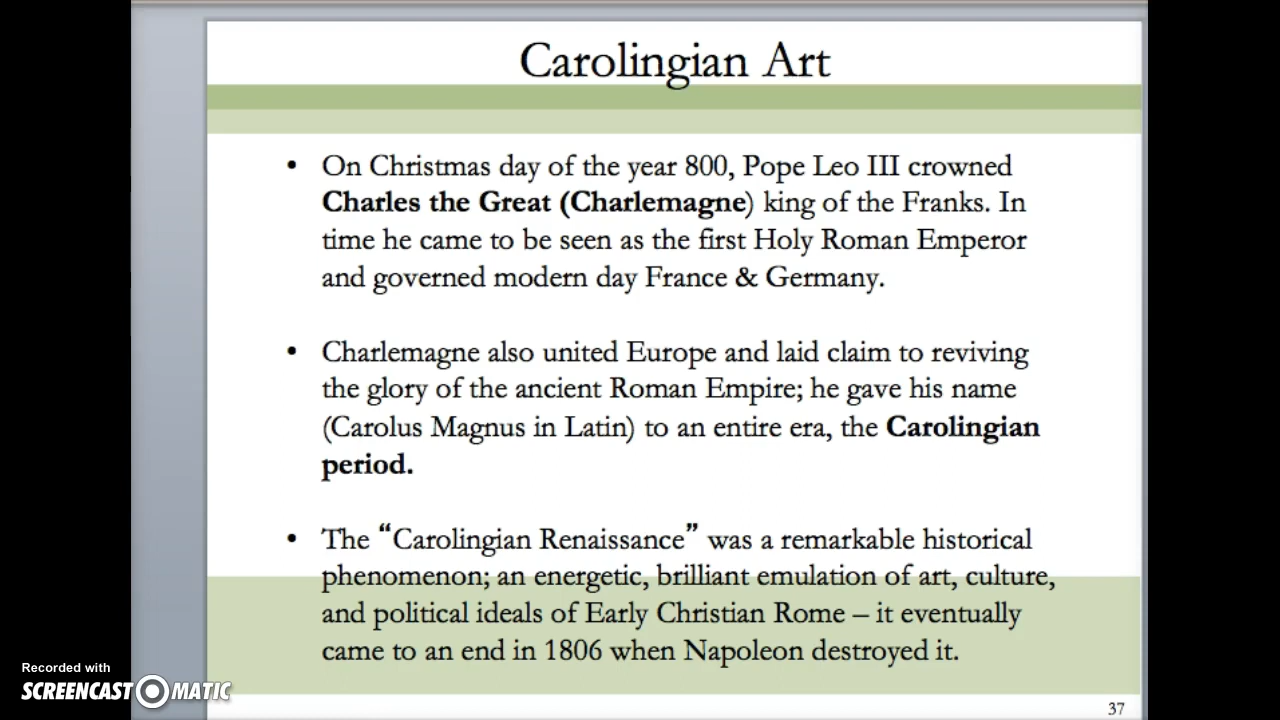 Carolingian Art
• On Christmas day of the year 800, Pope Leo III crowned
Charles the Great (Charlemagne) king of the Franks. In
time he came to be seen as the first Holy Roman Emperor
and governed modern day France & Germany.
• Charlemagne also united Europe and laid claim to reviving
the glory of the ancient Roman Empire; he gave his name
(Carolus Magnus in Latin) to an entire era, the Carolingian
period.
• The “Carolingian Renaissance” was a remarkable historical
phenomenon; an energetic, brilliant emulation of art, culture,
and political ideals of Early Christian Rome – it eventually
came to an end in 1806 when Napoleon destroyed it.
Recorded with
SCREENCAST MATIC
37